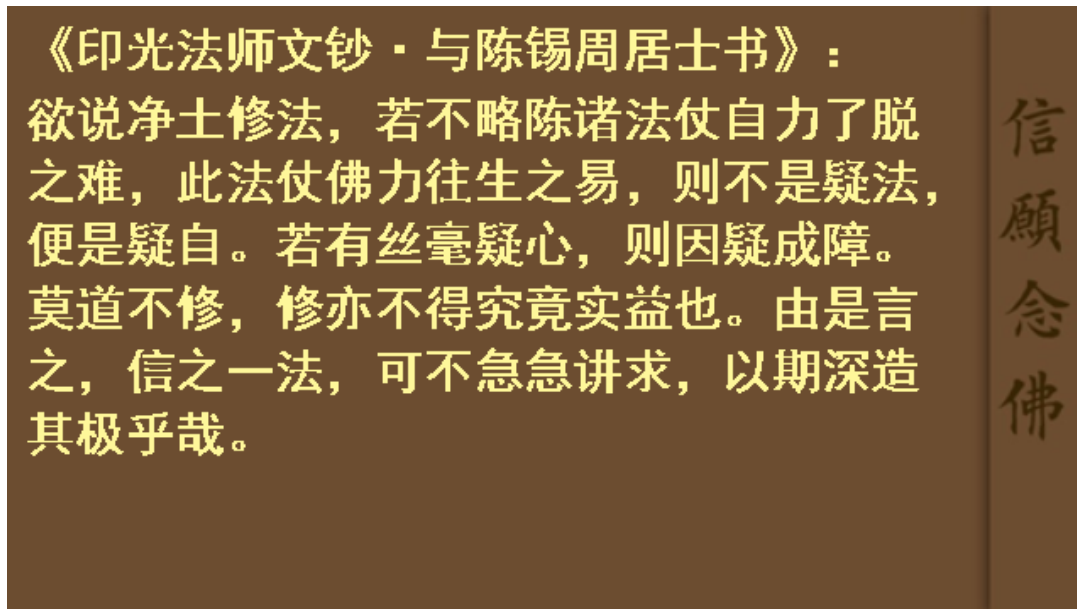 《印光法师文钞·与陈锡周居士书》：
欲说净土修法，若不略陈诸法仗自力了脱
之难，此法仗佛力往生之易，则不是疑法，
便是疑自。若有丝毫疑心，则因疑成障。
莫道不修，修亦不得究竟实益也。由是言
之，信之一法，可不急急讲求，以期深造
其极乎哉。
信願念佛